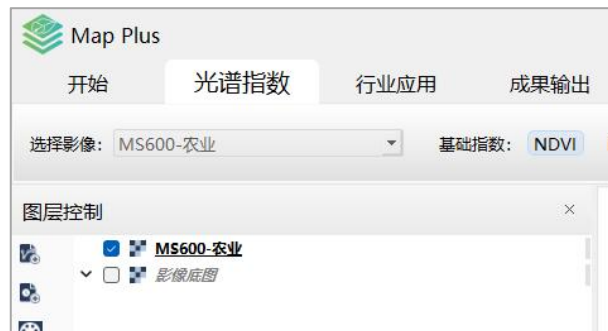 Map Plus
开始 光谱指数 行业应用 成果输出
选择影像: MS600-农业 基础指数: NDVI
图层控制
MS600-农业
影像底图